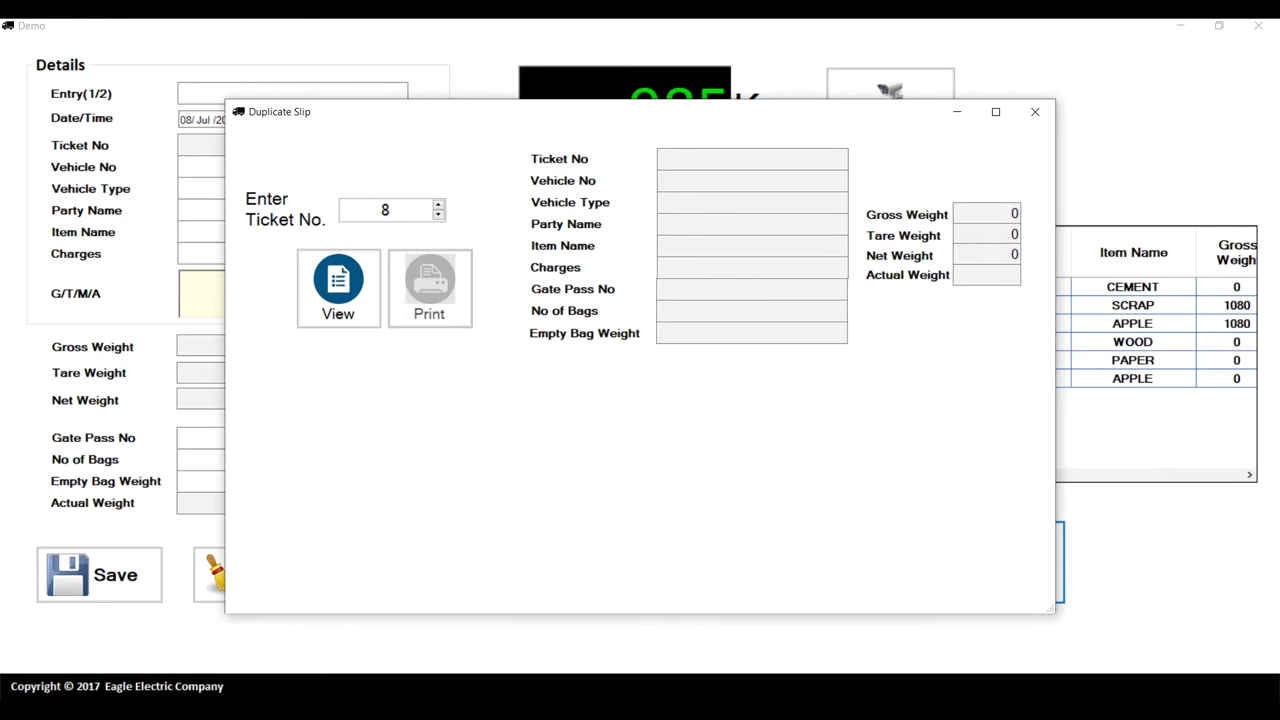 Demo
Details
Entry(1/2)
Date/Time
08/ Jul /20
Ticket No
Vehicle No
Vehicle Type
Party Name
Item Name
Charges
G/T/M/A
Gross Weight
Tare Weight
Net Weight
Gate Pass No
No of Bags
Empty Bag Weight
Actual Weight
Save
Duplicate Slip
Enter
Ticket No.
8
View
Print
Ticket No
Vehicle No
Vehicle Type
Party Name
Item Name
Charges
Gate Pass No
No of Bags
Empty Bag Weight
Gross Weight 0
Tare Weight 0
Net Weight 0
Actual Weight
Item Name Gross
Weigh
CEMENT 0
SCRAP 1080
APPLE 1080
WOOD 0
PAPER 0
APPLE 0
Copyright © 2017 Eagle Electric Company